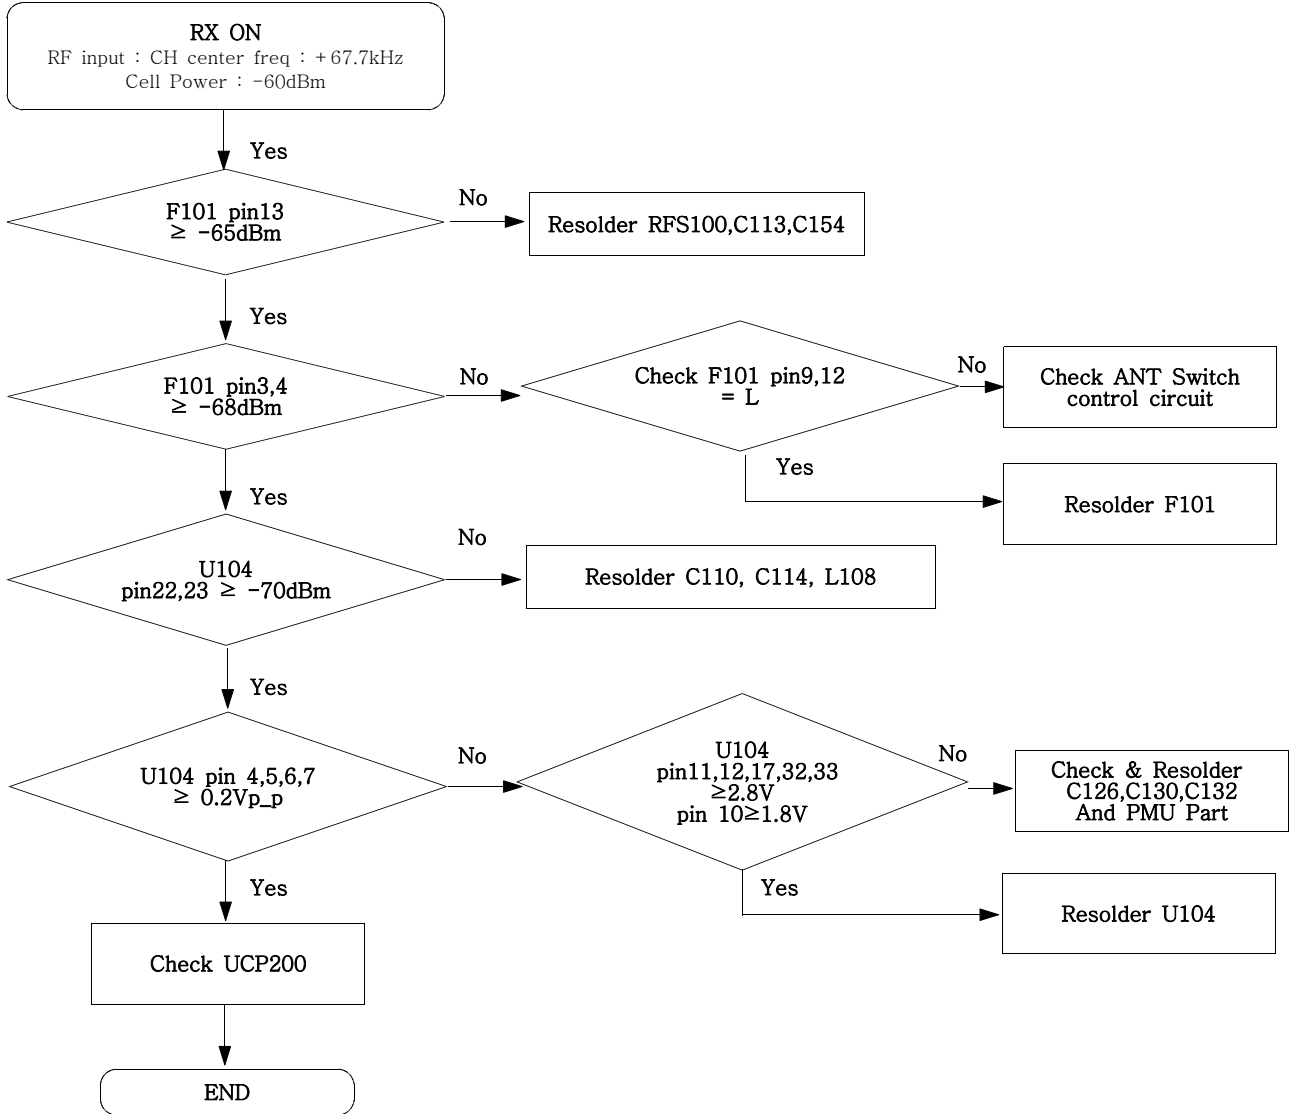 RX ON
RF input : CH center freq : +67.7kHz
Cell Power : -60dBm
Yes
F101 pin13
≥ -65dBm
No
Resolder RFS100,C113,C154
Yes
F101 pin3,4
≥ -68dBm
No
Check F101 pin9,12
= L
No
Check ANT Switch
control circuit
Yes
Resolder F101
Yes
U104
pin22,23 ≥ -70dBm
No
Resolder C110, C114, L108
Yes
U104 pin 4,5,6,7
≥ 0.2Vp_p
No
U104
pin11,12,17,32,33
≥2.8V
pin 10≥1.8V
No
Check & Resolder
C126,C130,C132
And PMU Part
Yes
Resolder U104
Yes
Check UCP200
END